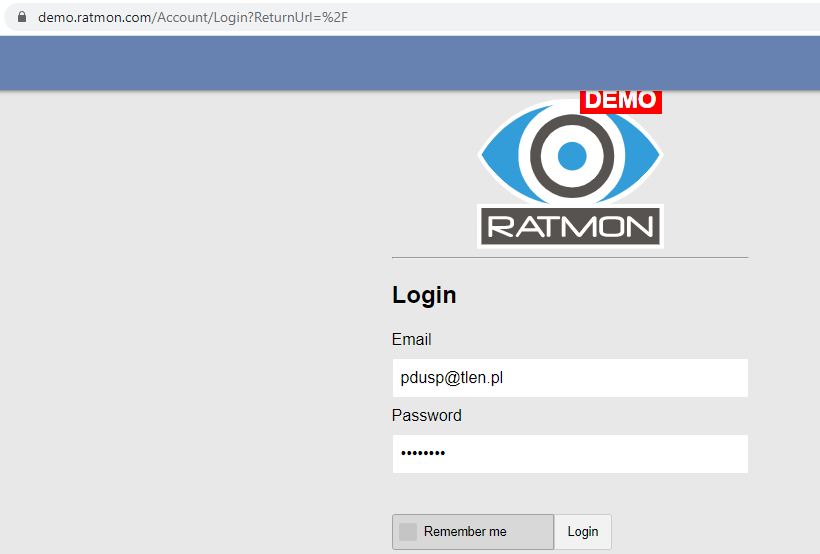 demo.ratmon.com/Account/Login?ReturnUrl=%2F
DEMO
RATMON
Login
Email
pdusp@tlen.pl
Password
••••••••
Remember me
Login